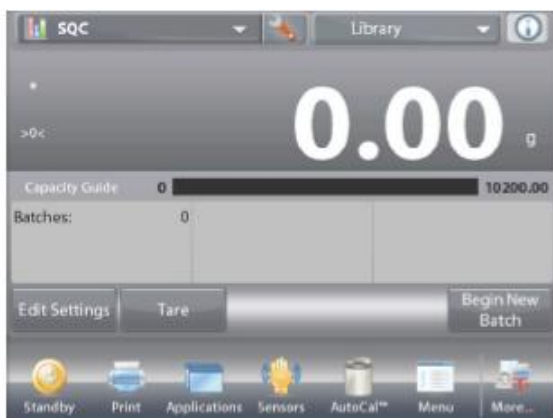 SQC Library
*
>0<
0.00 g
Capacity Guide 0 10200.00
Batches: 0
Edit Settings Tare Begin New Batch
Standby Print Applications Sensors AutoCal™ Menu More..